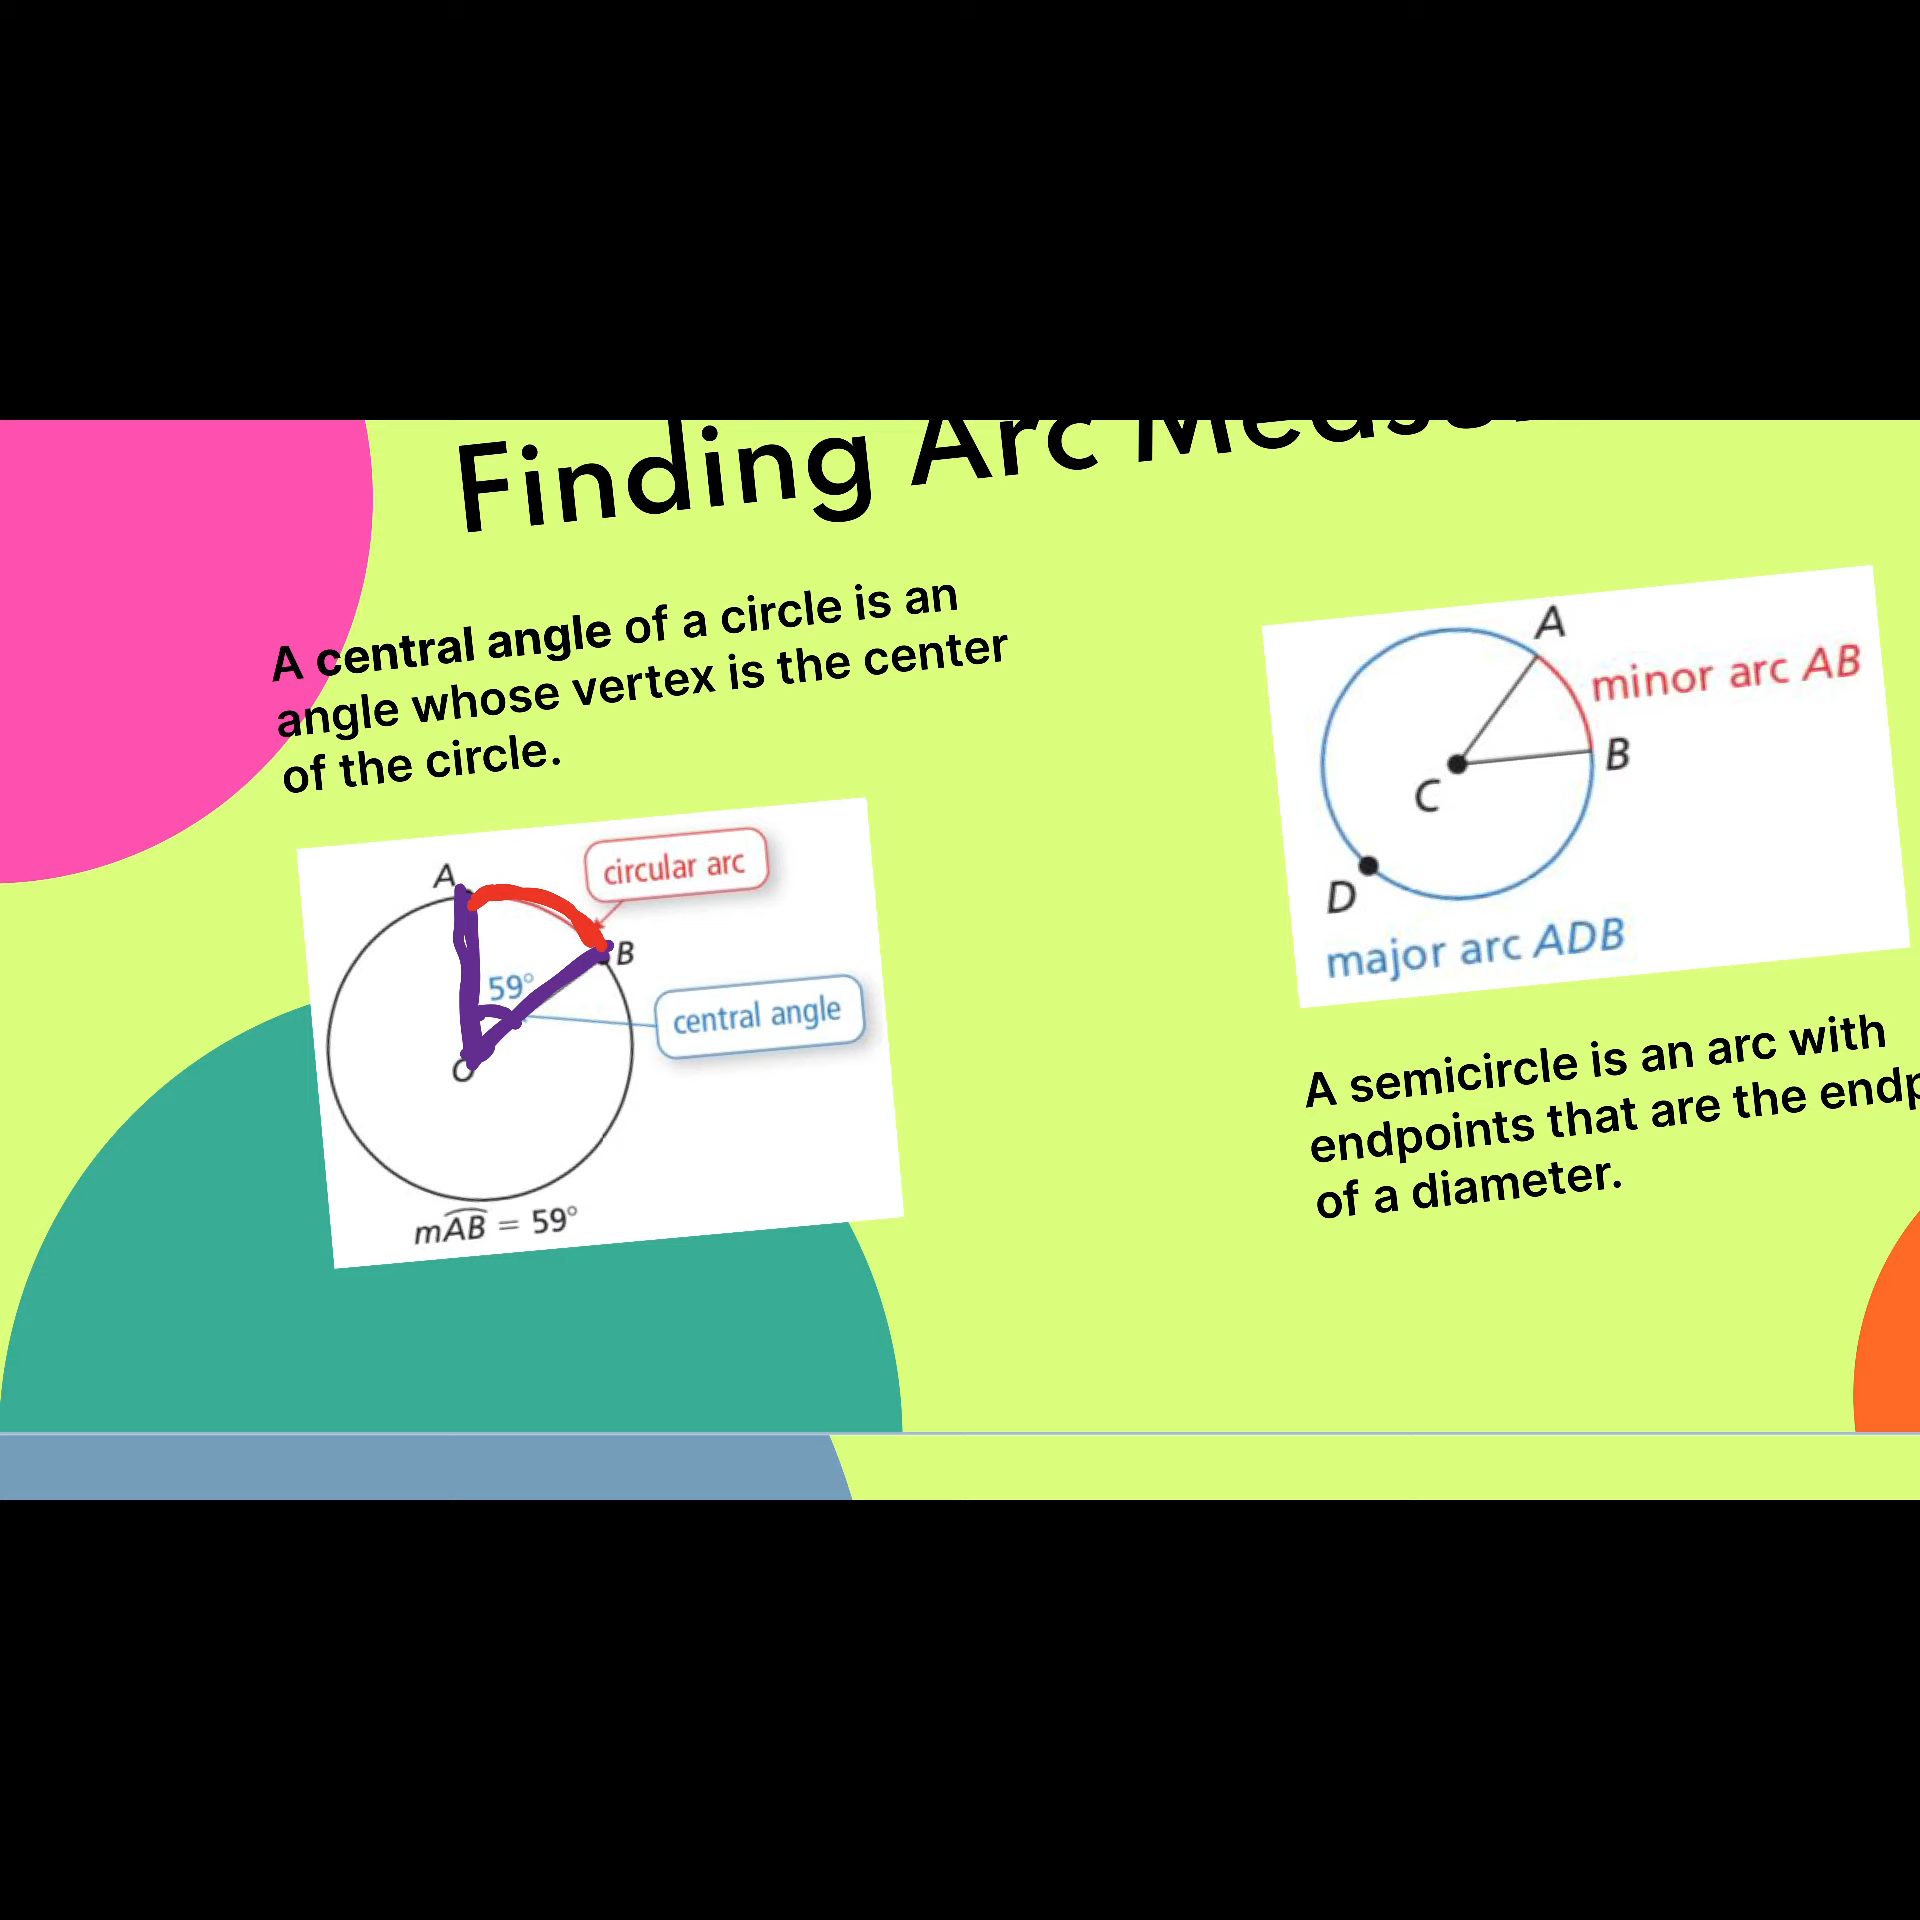 Finding Arc
A central angle of a circle is an
angle whose vertex is the center
of the circle.
A
circular arc
B
59°
central angle
O
mAB = 59°
A
minor arc AB
B
C
D
major arc ADB
A semicircle is an arc with
endpoints that are the
of a diameter.